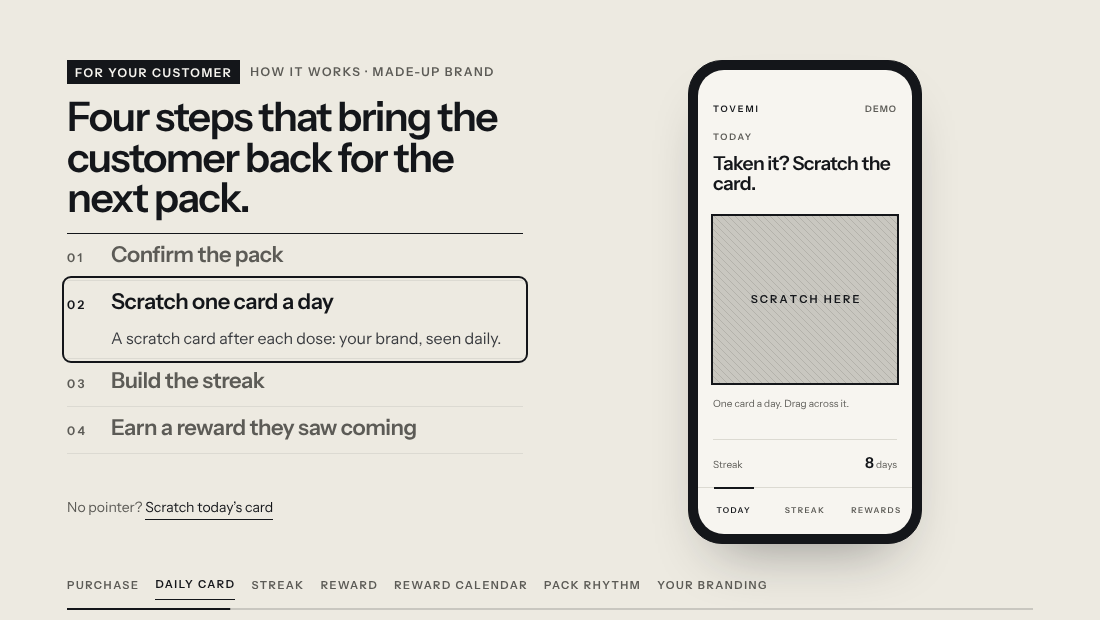 FOR YOUR CUSTOMER HOW IT WORKS · MADE-UP BRAND
Four steps that bring the
customer back for the
next pack.
01 Confirm the pack
02 Scratch one card a day
A scratch card after each dose: your brand, seen daily.
03 Build the streak
04 Earn a reward they saw coming
No pointer? Scratch today’s card
TOVEMI DEMO
TODAY
Taken it? Scratch the
card.
SCRATCH HERE
One card a day. Drag across it.
Streak 8 days
TODAY STREAK REWARDS
PURCHASE DAILY CARD STREAK REWARD REWARD CALENDAR PACK RHYTHM YOUR BRANDING